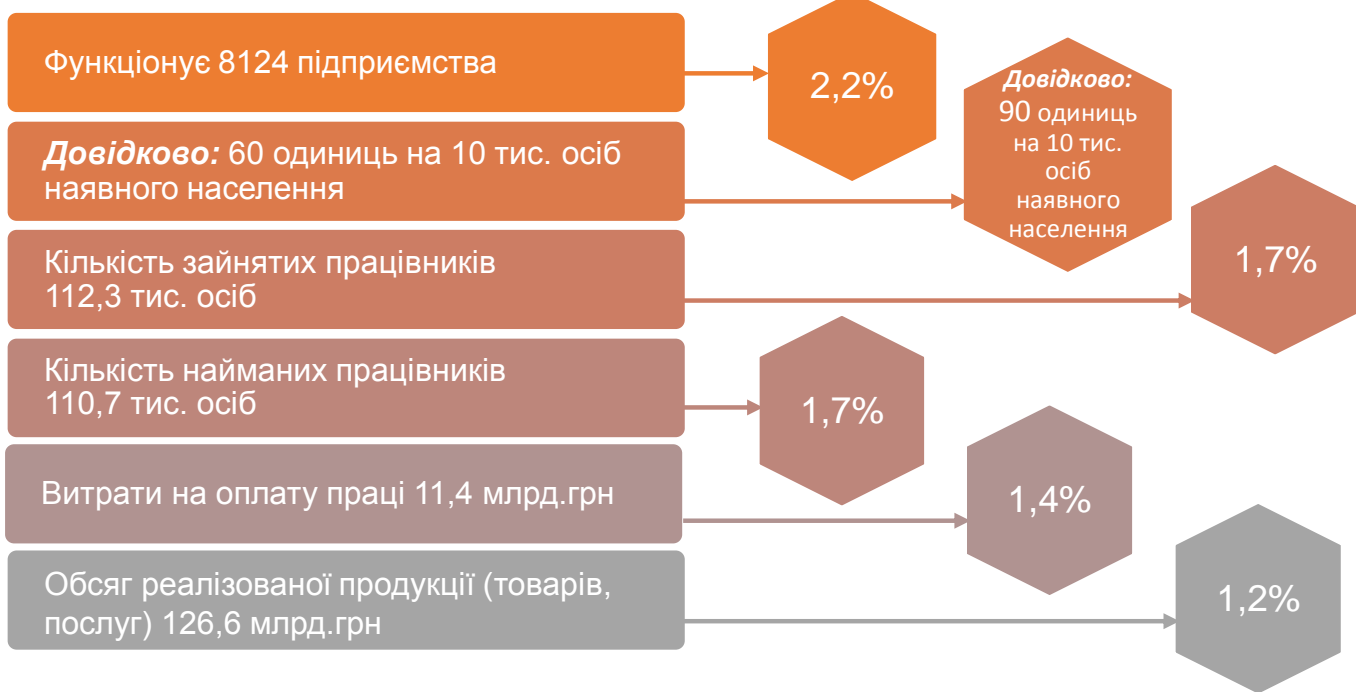 Функціонує 8124 підприємства
2,2%
Довідково: 60 одиниць на 10 тис. осіб
наявного населення
Довідково:
90 одиниць
на 10 тис.
осіб
наявного
населення
Кількість зайнятих працівників
112,3 тис. осіб
1,7%
Кількість найманих працівників
110,7 тис. осіб
1,7%
Витрати на оплату праці 11,4 млрд.грн
1,4%
Обсяг реалізованої продукції (товарів,
послуг) 126,6 млрд.грн
1,2%